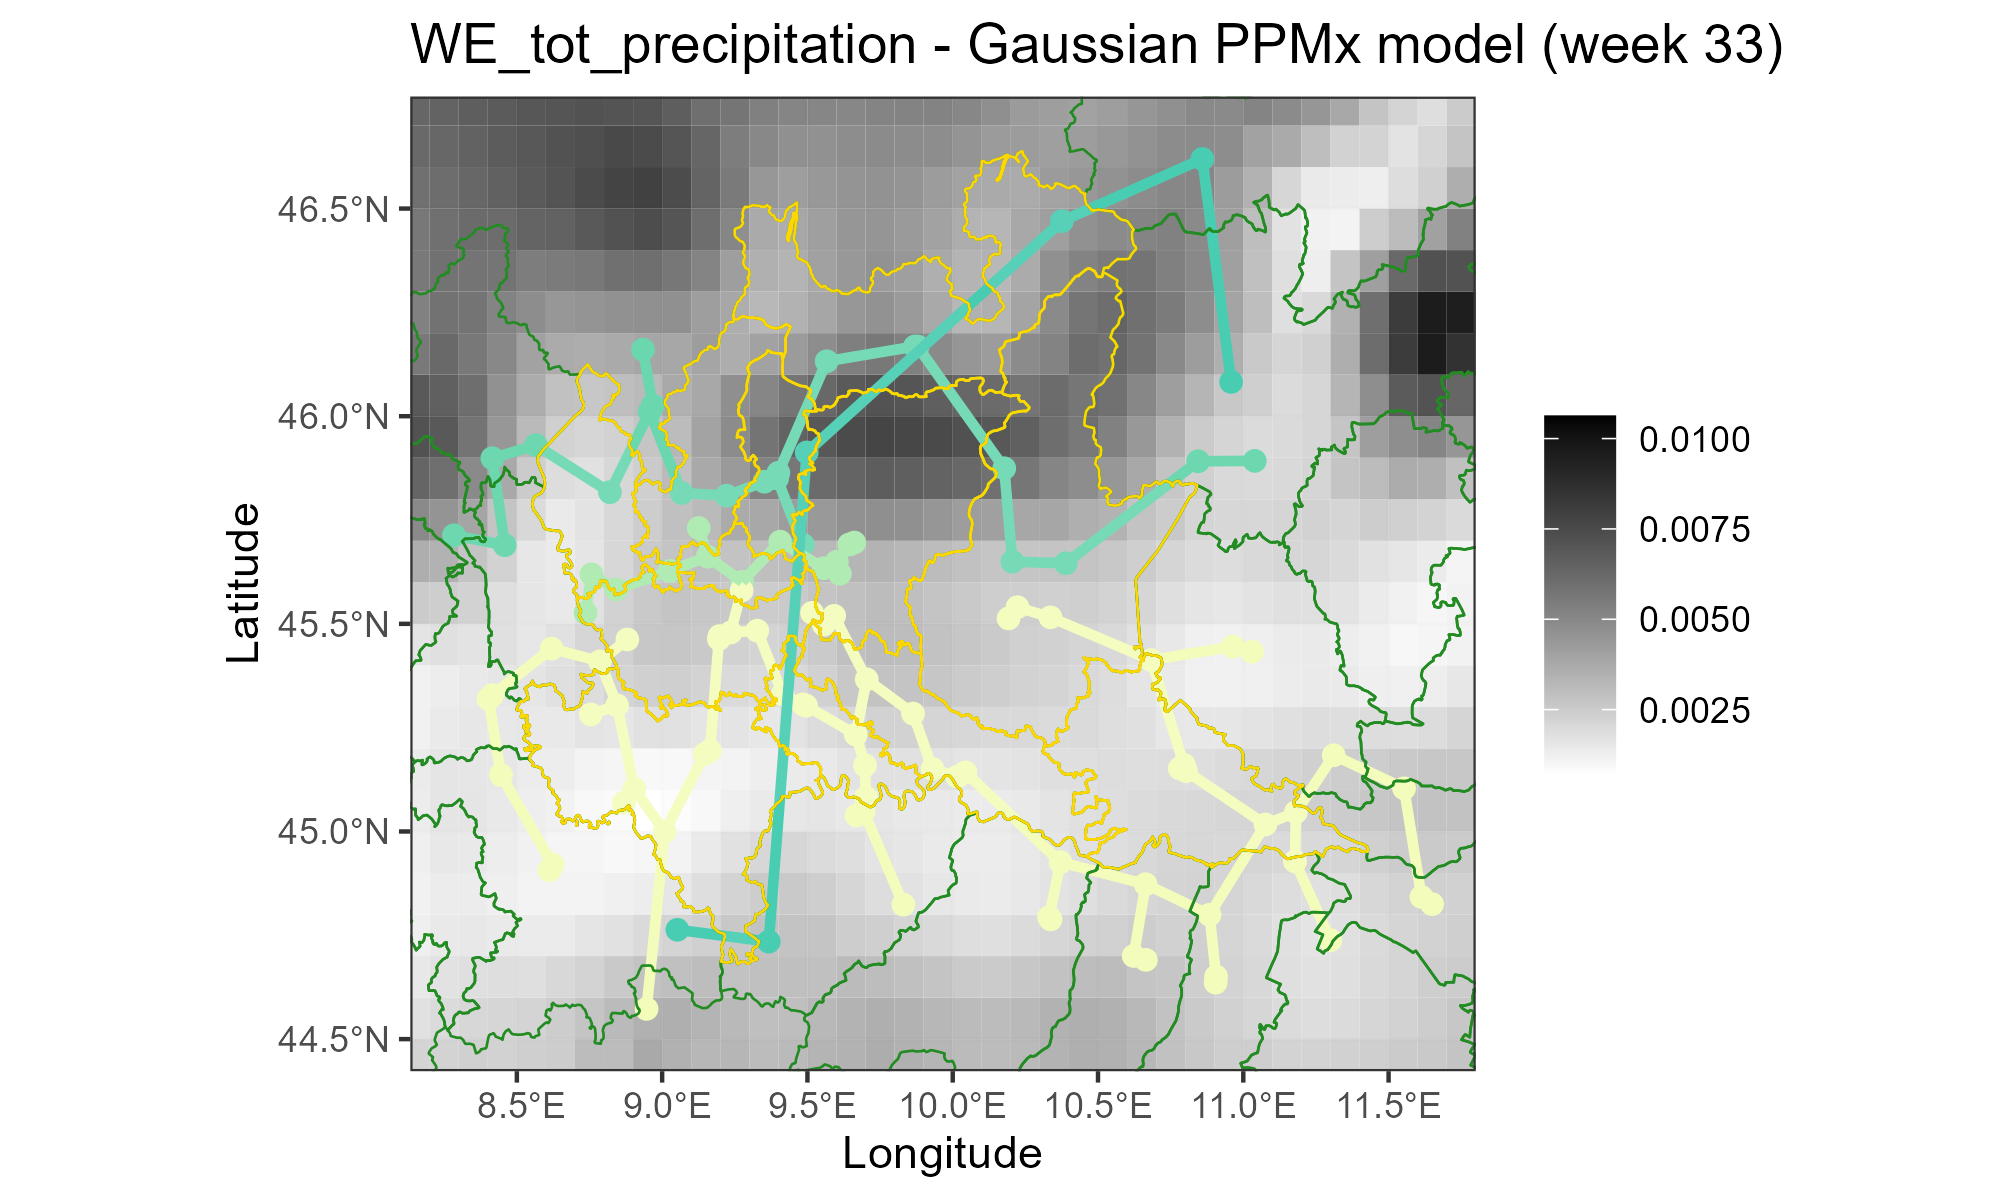 WE_tot_precipitation - Gaussian PPMx model (week 33)
46.5°N
46.0°N
45.5°N
45.0°N
44.5°N
Latitude
8.5°E
9.0°E
9.5°E
10.0°E
10.5°E
11.0°E
11.5°E
Longitude
0.0100
0.0075
0.0050
0.0025